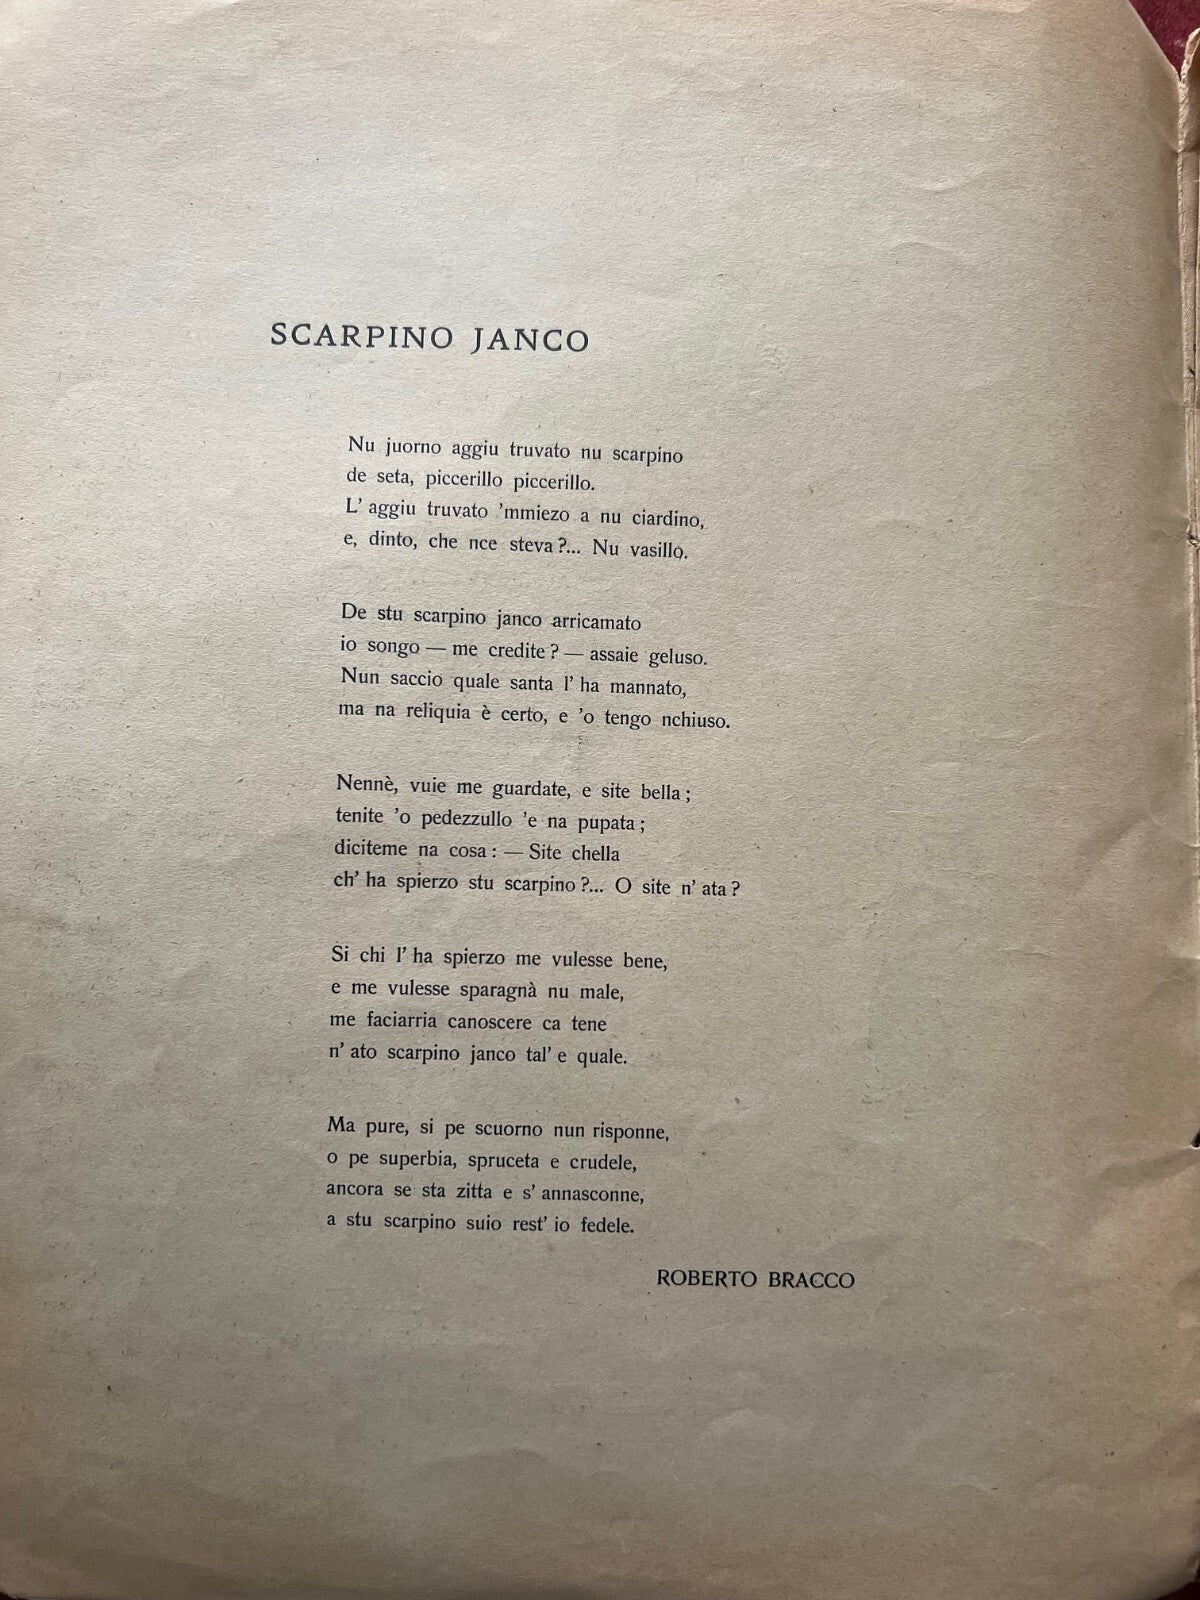 SCARPINO JANCO
Nu juorno aggiu truvato nu scarpino
de seta, piccerillo piccerillo.
L' aggiu truvato 'mmiezo a nu ciardino,
e, dinto, che nce steva ?... Nu vasillo.
De stu scarpino janco arricamato
io songo — me credite ? — assaie geluso.
Nun saccio quale santa l' ha mannato,
ma na reliquia è certo, e 'o tengo nchiuso.
Nennè, vuie me guardate, e site bella ;
tenite 'o pedezzullo 'e na pupata ;
diciteme na cosa : — Site chella
ch' ha spierzo stu scarpino ?... O site n' ata ?
Si chi l' ha spierzo me vulesse bene,
e me vulesse sparagnà nu male,
me faciarria canoscere ca tene
n' ato scarpino janco tal' e quale.
Ma pure, si pe scuorno nun risponne,
o pe superbia, spruceta e crudele,
ancora se sta zitta e s' annasconne,
a stu scarpino suio rest' io fedele.
ROBERTO BRACCO